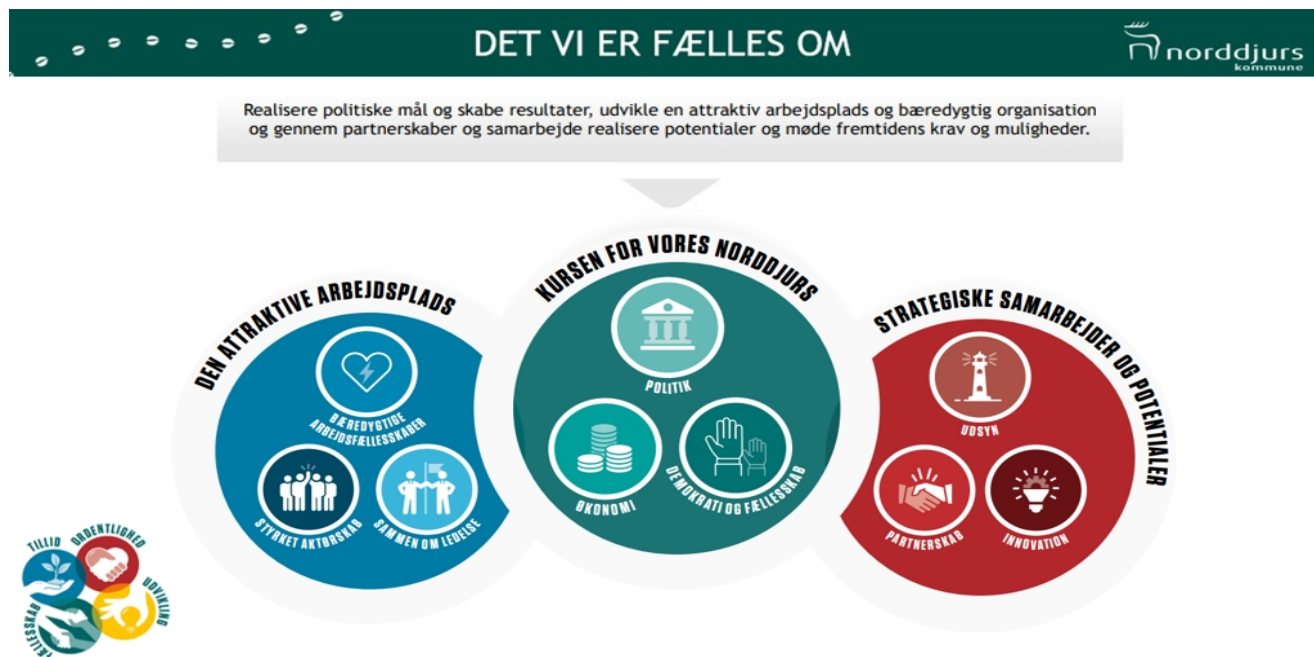 DET VI ER FÆLLES OM
norddjurs
kommune
Realisere politiske mål og skabe resultater, udvikle en attraktiv arbejdsplads og bæredygtig organisation
og gennem partnerskaber og samarbejde realisere potentialer og møde fremtidens krav og muligheder.
DEN ATTRAKTIVE ARBEJDSPLADS
BÆREDYGTIGE
ARBEJDSFÆLLESSKABER
STYRKET AKTØRSKAB
SAMMEN OM LEDELSE
KURSEN FOR VORES NORDDJURS
POLITIK
ØKONOMI
DEMOKRATI OG FÆLLESSKAB
STRATEGISKE SAMARBEJDER OG POTENTIALER
UDSYN
PARTNERSKAB
INNOVATION
TILLID
ORDENTLIGHED
UDVIKLING